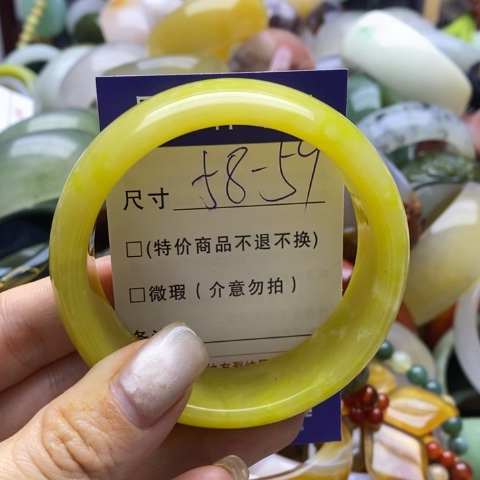 尺寸 58-59
□(特价商品不退不换)
□微瑕(介意勿拍)